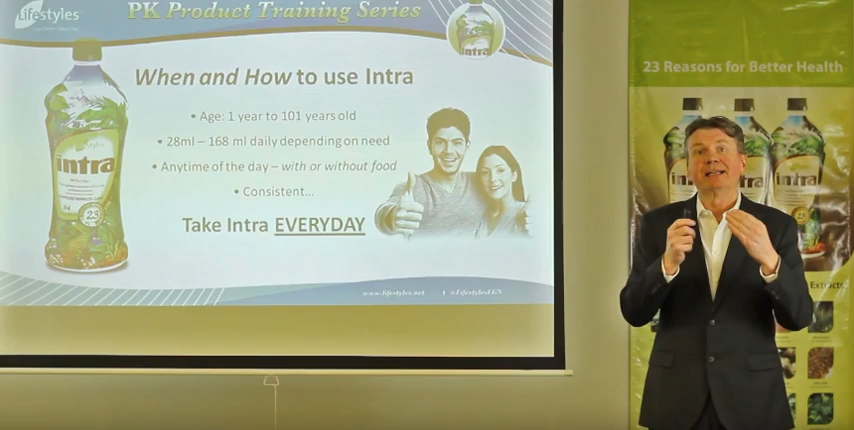 Lifestyles
PK Product Training Series
intra
When and How to use Intra
• Age: 1 year to 101 years old
• 28ml – 168 ml daily depending on need
• Anytime of the day – with or without food
• Consistent...
Take Intra EVERYDAY
intra
23
www.lifestyles.net | @LifestylesLGN
23 Reasons for Better Health
intra
Extracts